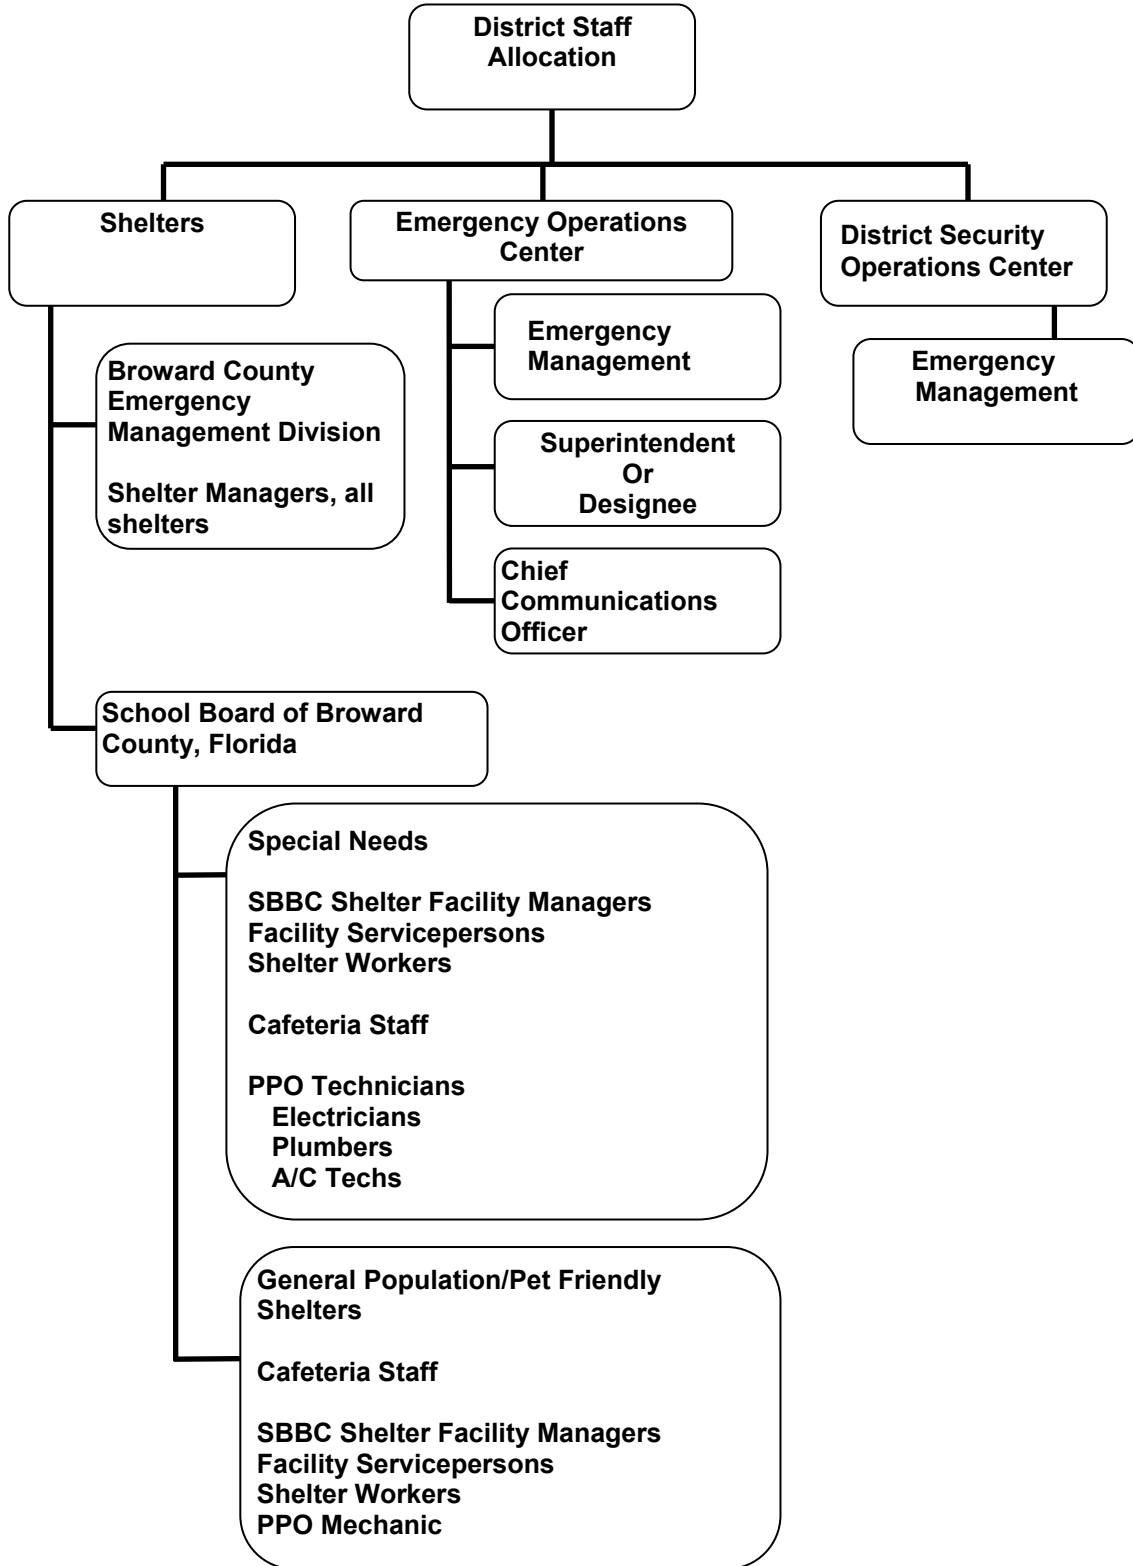 District Staff
Allocation
Shelters
Emergency Operations
Center
District Security
Operations Center
Broward County
Emergency
Management Division
Shelter Managers, all
shelters
Emergency
Management
Superintendent
Or
Designee
Chief
Communications
Officer
Emergency
Management
School Board of Broward
County, Florida
Special Needs
SBBC Shelter Facility Managers
Facility Servicepersons
Shelter Workers
Cafeteria Staff
PPO Technicians
Electricians
Plumbers
A/C Techs
General Population/Pet Friendly
Shelters
Cafeteria Staff
SBBC Shelter Facility Managers
Facility Servicepersons
Shelter Workers
PPO Mechanic